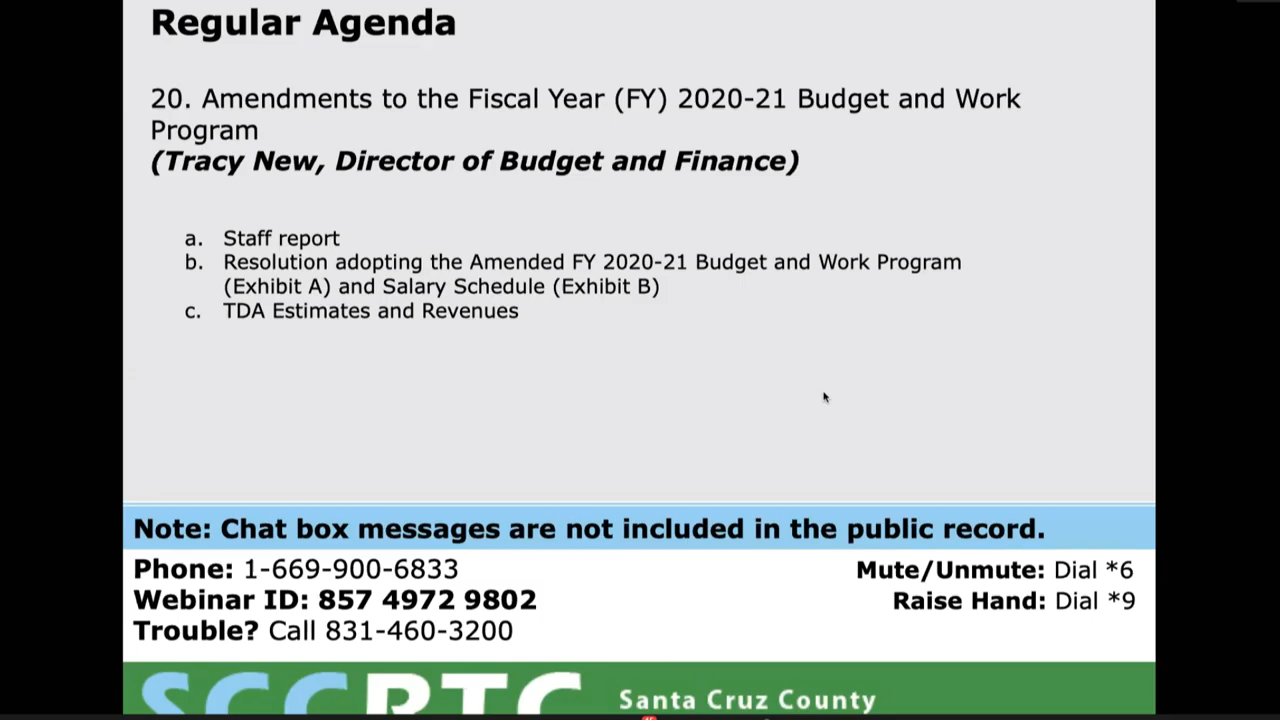 Regular Agenda
20. Amendments to the Fiscal Year (FY) 2020-21 Budget and Work
Program
(Tracy New, Director of Budget and Finance)
a. Staff report
b. Resolution adopting the Amended FY 2020-21 Budget and Work Program
(Exhibit A) and Salary Schedule (Exhibit B)
c. TDA Estimates and Revenues
Note: Chat box messages are not included in the public record.
Phone: 1-669-900-6833
Mute/Unmute: Dial *6
Webinar ID: 857 4972 9802
Raise Hand: Dial *9
Trouble? Call 831-460-3200
SCCRTC
Santa Cruz County